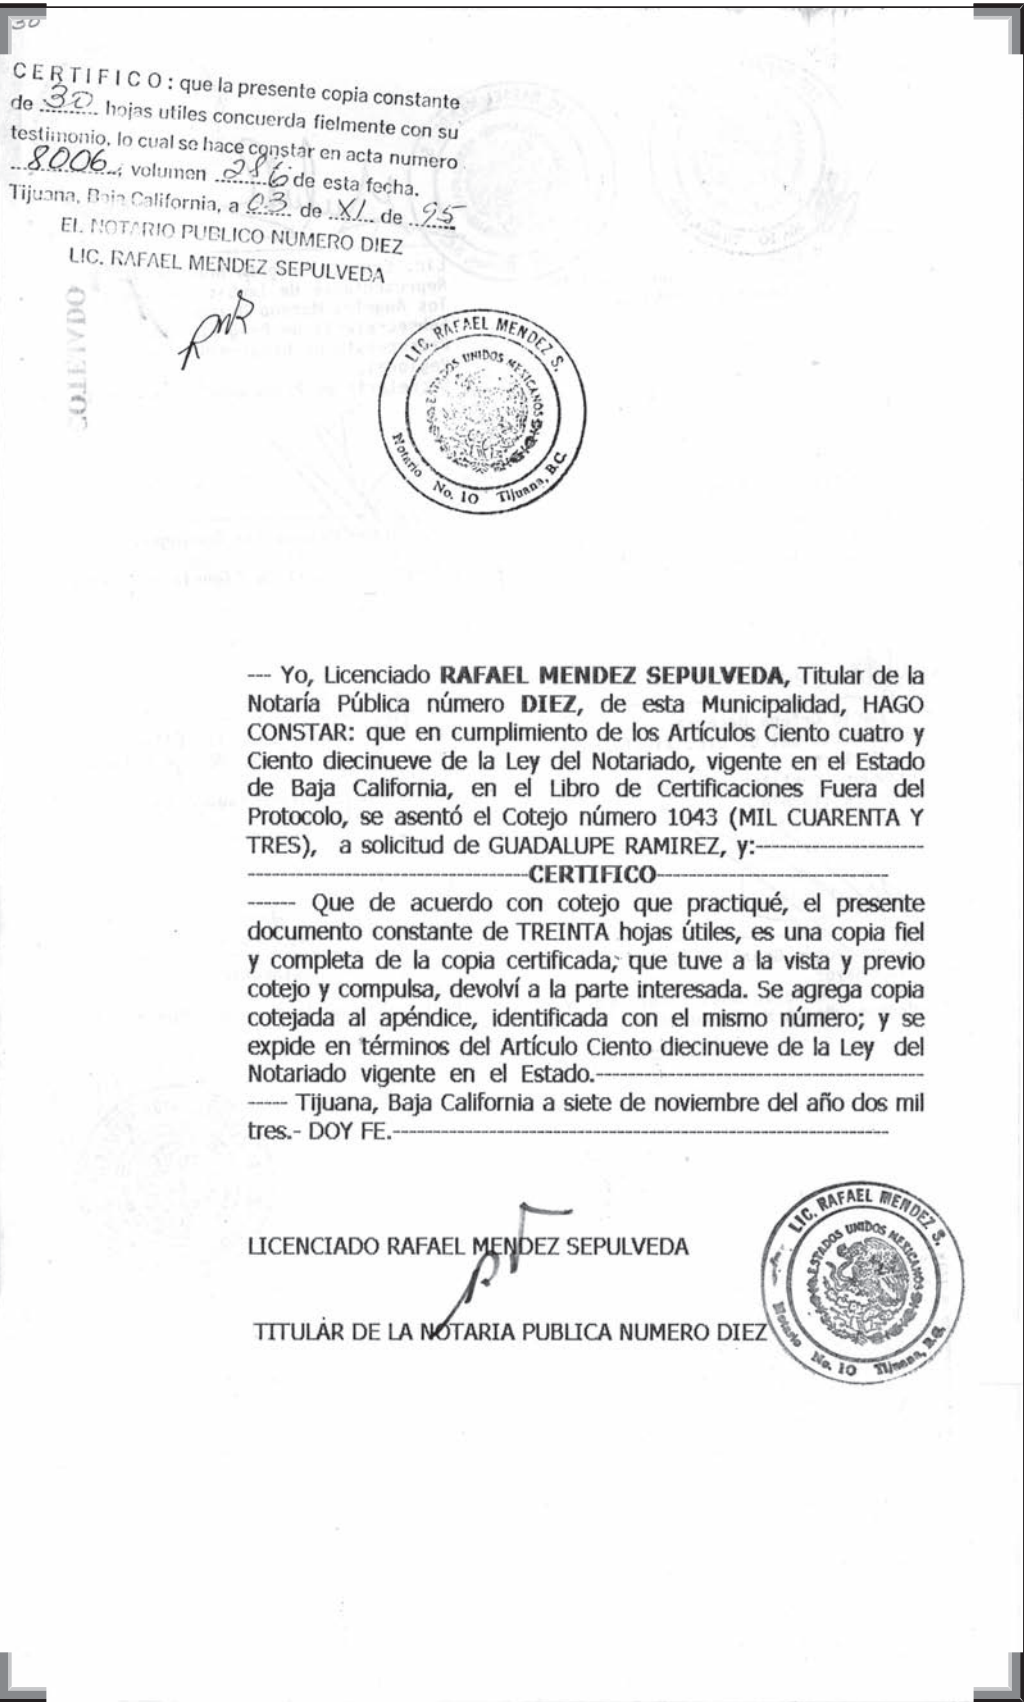 30
CERTIFICO: que la presente copia constante
de 30 hojas utiles concuerda fielmente con su
testimonio, lo cual se hace constar en acta numero
8006, volumen 286 de esta fecha.
Tijuana, Baja California, a 03 de XI de 95
EL NOTARIO PUBLICO NUMERO DIEZ
LIC. RAFAEL MENDEZ SEPULVEDA
COTEJADO
LIC. RAFAEL MENDEZ S.
ESTADOS UNIDOS MEXICANOS
Notario No. 10 Tijuana, B.C.
--- Yo, Licenciado RAFAEL MENDEZ SEPULVEDA, Titular de la
Notaría Pública número DIEZ, de esta Municipalidad, HAGO
CONSTAR: que en cumplimiento de los Artículos Ciento cuatro y
Ciento diecinueve de la Ley del Notariado, vigente en el Estado
de Baja California, en el Libro de Certificaciones Fuera del
Protocolo, se asentó el Cotejo número 1043 (MIL CUARENTA Y
TRES), a solicitud de GUADALUPE RAMIREZ, y:---------------------
-----------------------------------CERTIFICO-----------------------------
------ Que de acuerdo con cotejo que practiqué, el presente
documento constante de TREINTA hojas útiles, es una copia fiel
y completa de la copia certificada, que tuve a la vista y previo
cotejo y compulsa, devolví a la parte interesada. Se agrega copia
cotejada al apéndice, identificada con el mismo número; y se
expide en términos del Artículo Ciento diecinueve de la Ley del
Notariado vigente en el Estado.-----------------------------------------
----- Tijuana, Baja California a siete de noviembre del año dos mil
tres.- DOY FE.--------------------------------------------------------------
LICENCIADO RAFAEL MENDEZ SEPULVEDA
TITULAR DE LA NOTARIA PUBLICA NUMERO DIEZ
LIC. RAFAEL MENDEZ S.
ESTADOS UNIDOS MEXICANOS
Notario No. 10 Tijuana, B.C.